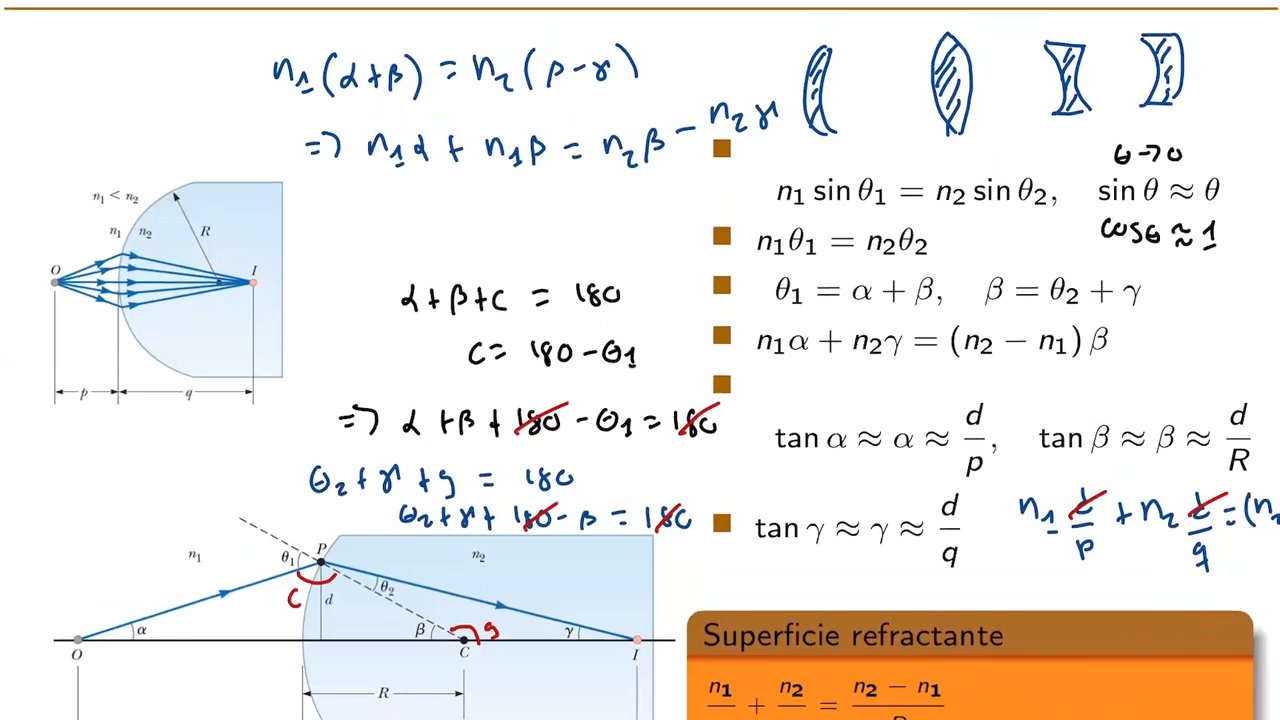 n₁(α+β) = n₂(β-γ)
=> n₁α + n₁β = n₂β - n₂γ
θ→0
n₁ sin θ₁ = n₂ sin θ₂, sin θ ≈ θ
cosθ ≈ 1
n₁θ₁ = n₂θ₂
θ₁ = α + β, β = θ₂ + γ
n₁α + n₂γ = (n₂ − n₁) β
tan α ≈ α ≈ d/p, tan β ≈ β ≈ d/R
tan γ ≈ γ ≈ d/q
n₁ d/p + n₂ d/q = (n₂
n₁ < n₂
n₁ n₂
R
O
I
p
q
α+β+c = 180
c = 180-θ₁
=> α+β+180-θ₁ = 180
θ₂+γ+g = 180
θ₂+γ+180-β = 180
n₁
θ₁
P
n₂
c
d
θ₂
α
β
g
γ
O
C
I
R
Superficie refractante
n₁ + n₂ = n₂ − n₁